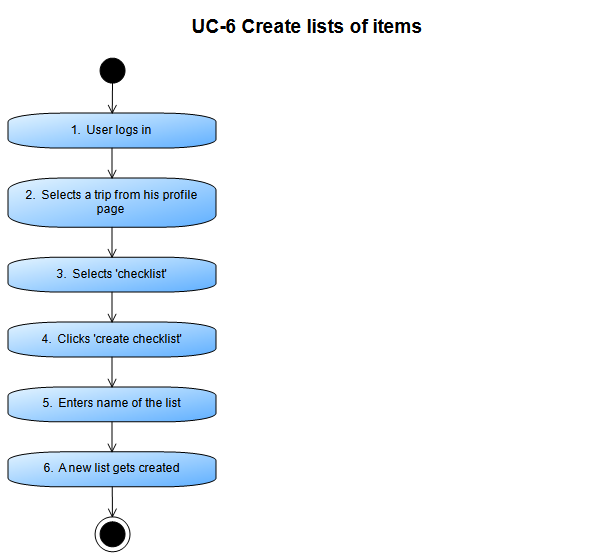 UC-6 Create lists of items
1. User logs in
2. Selects a trip from his profile
page
3. Selects 'checklist'
4. Clicks 'create checklist'
5. Enters name of the list
6. A new list gets created